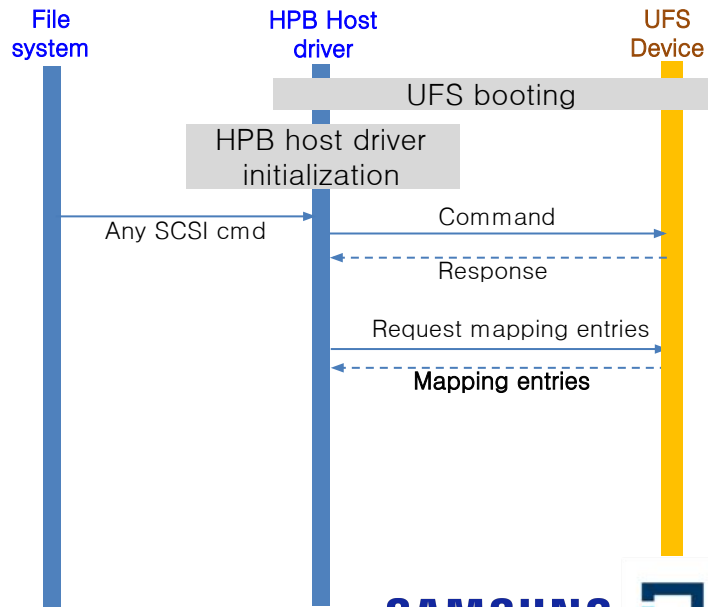 File
system
HPB Host
driver
UFS
Device
UFS booting
HPB host driver
initialization
Any SCSI cmd
Command
Response
Request mapping entries
Mapping entries
SAMSUNG